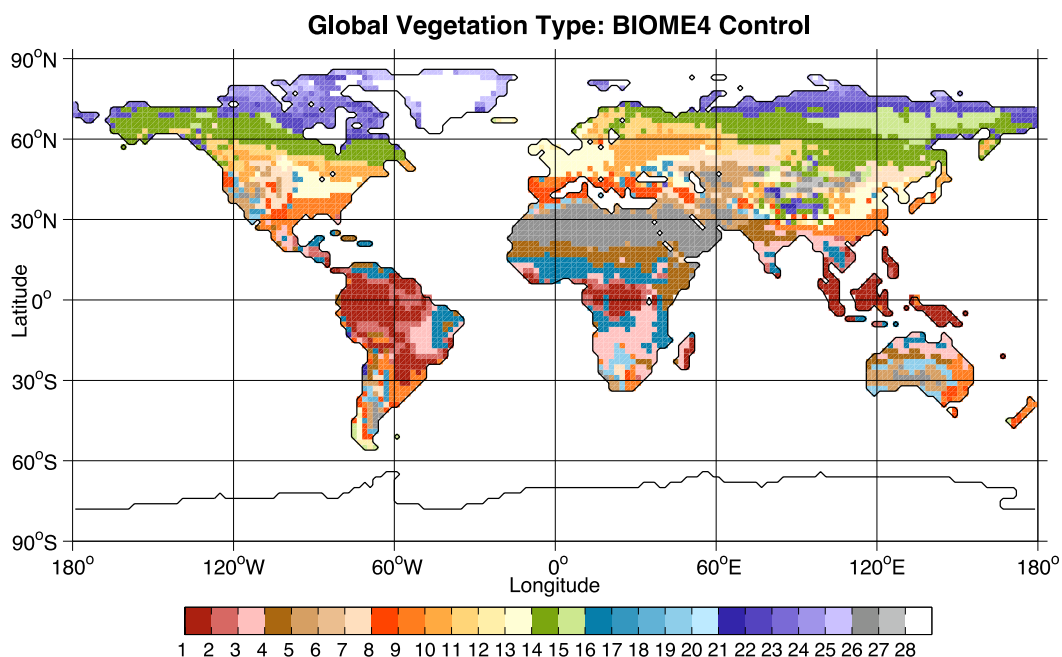 Global Vegetation Type: BIOME4 Control
90°N
60°N
30°N
0°
30°S
60°S
90°S
Latitude
180° 120°W 60°W 0° 60°E 120°E 180°
Longitude
1 2 3 4 5 6 7 8 9 10 11 12 13 14 15 16 17 18 19 20 21 22 23 24 25 26 27 28